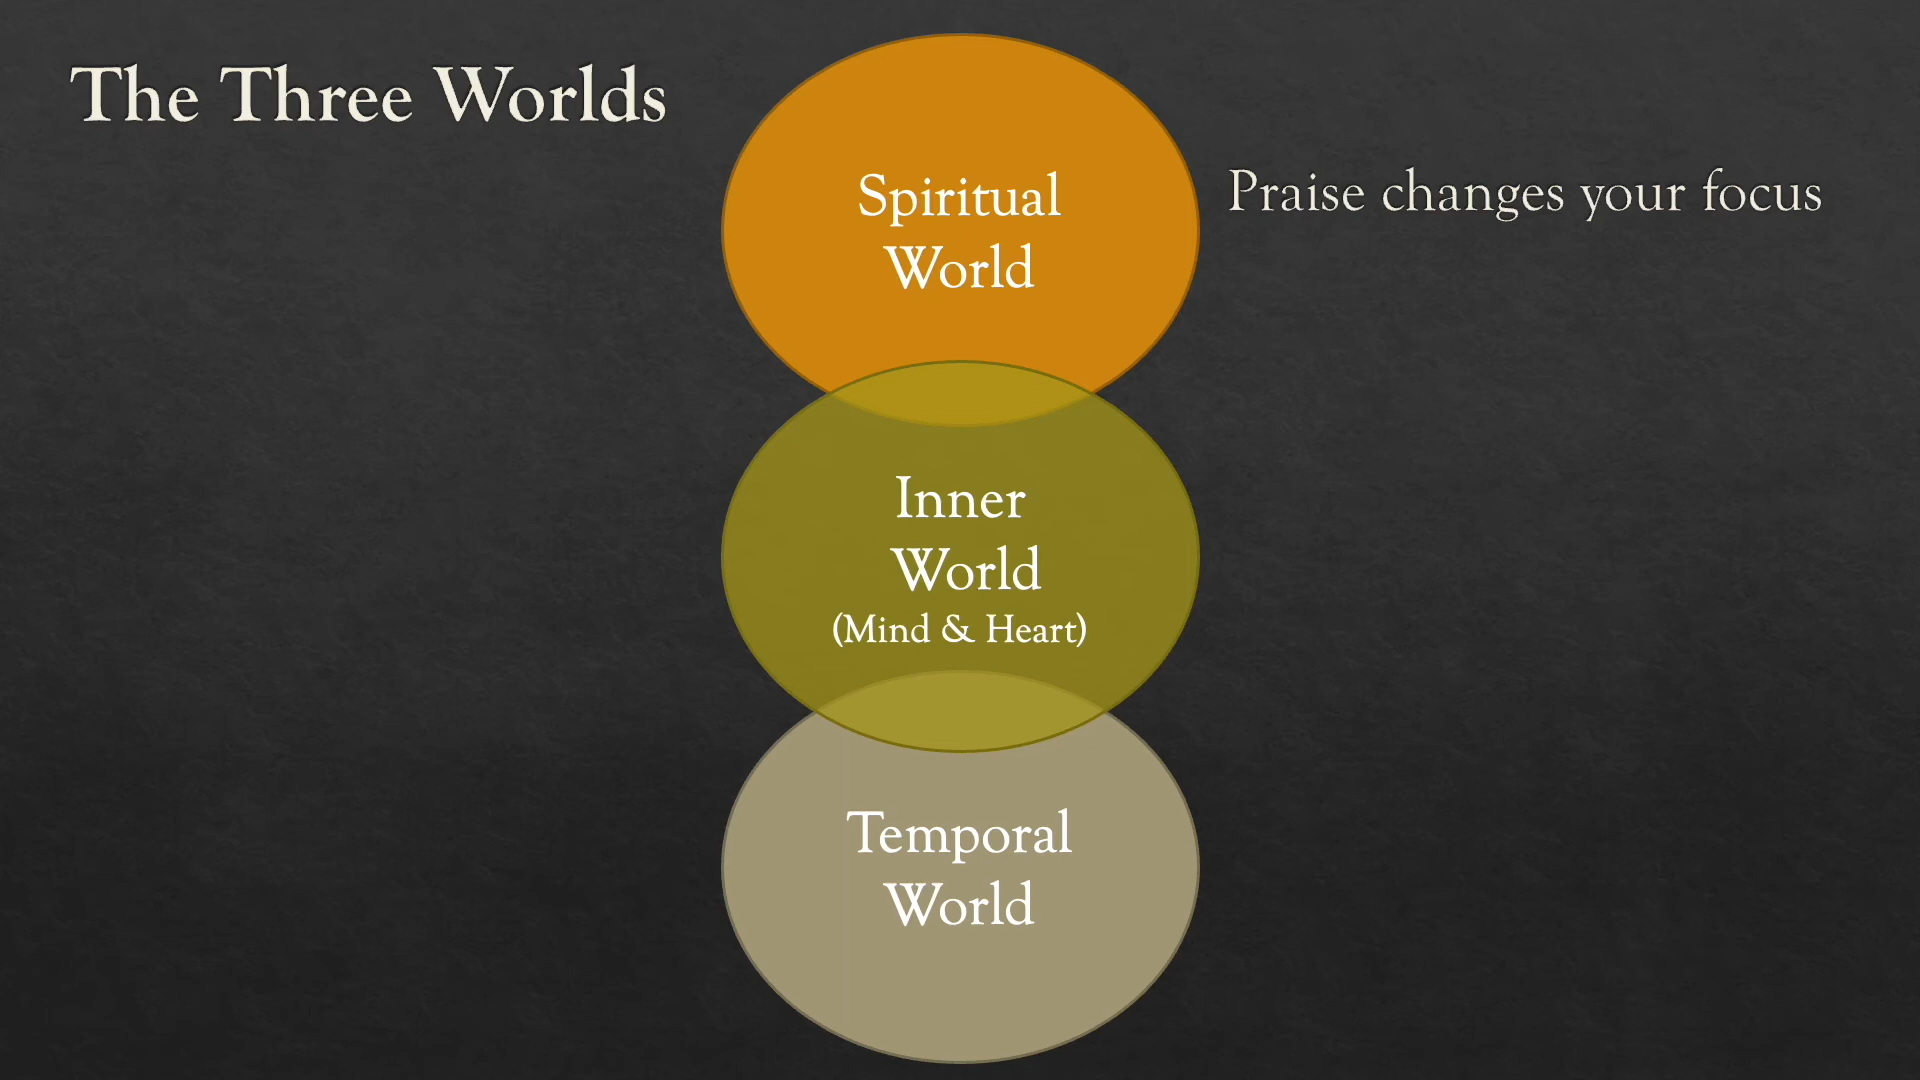 The Three Worlds
Spiritual
World
Praise changes your focus
Inner
World
(Mind & Heart)
Temporal
World